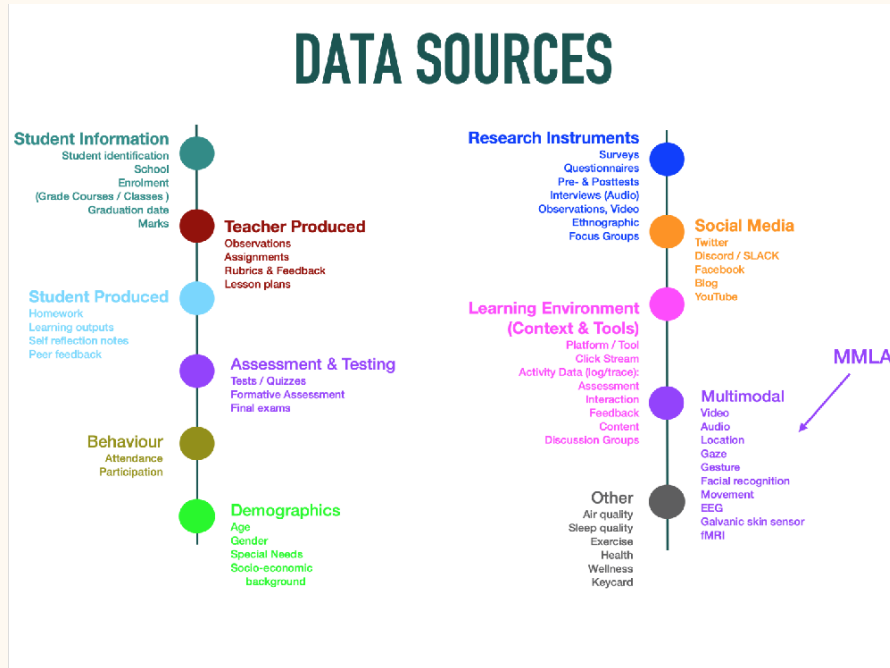 DATA SOURCES
Student Information
Student identification
School
Enrolment
(Grade Courses / Classes )
Graduation date
Marks
Teacher Produced
Observations
Assignments
Rubrics & Feedback
Lesson plans
Student Produced
Homework
Learning outputs
Self reflection notes
Peer feedback
Assessment & Testing
Tests / Quizzes
Formative Assessment
Final exams
Behaviour
Attendance
Participation
Demographics
Age
Gender
Special Needs
Socio-economic
background
Research Instruments
Surveys
Questionnaires
Pre- & Posttests
Interviews (Audio)
Observations, Video
Ethnographic
Focus Groups
Social Media
Twitter
Discord / SLACK
Facebook
Blog
YouTube
Learning Environment
(Context & Tools)
Platform / Tool
Click Stream
Activity Data (log/trace):
Assessment
Interaction
Feedback
Content
Discussion Groups
MMLA
Multimodal
Video
Audio
Location
Gaze
Gesture
Facial recognition
Movement
EEG
Galvanic skin sensor
fMRI
Other
Air quality
Sleep quality
Exercise
Health
Wellness
Keycard